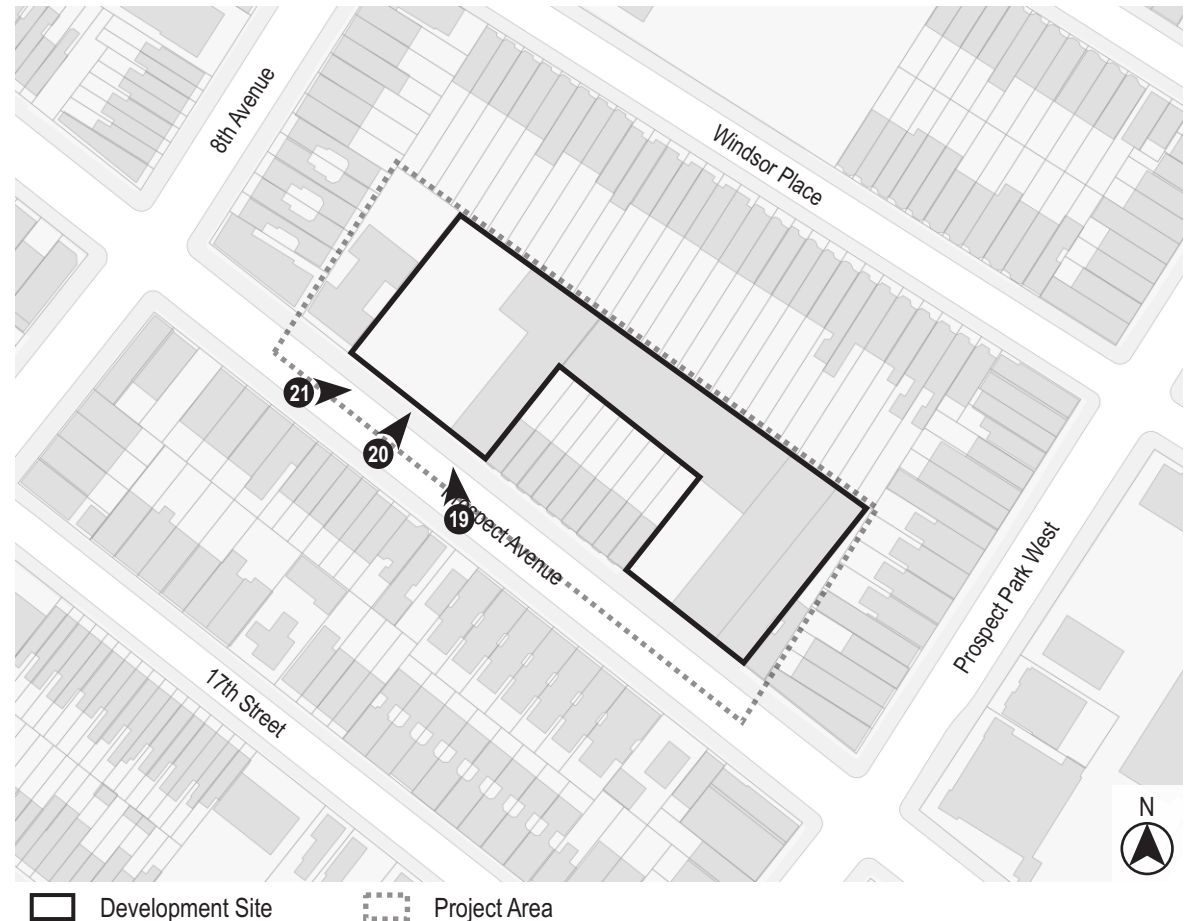 8th Avenue
Windsor Place
21
20
19
Prospect Avenue
Prospect Park West
17th Street
N
Development Site
Project Area